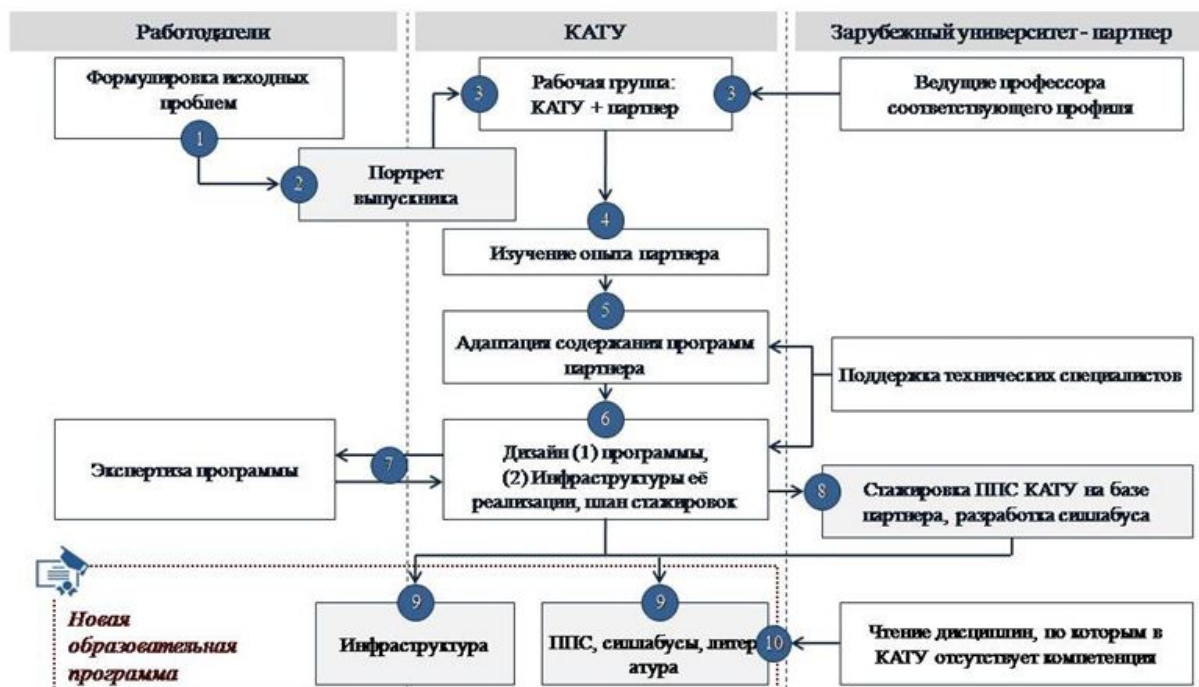 Работодатели
КАТУ
Зарубежный университет - партнер
Формулировка исходных
проблем
1
2
Портрет
выпускника
3
Рабочая группа:
КАТУ + партнер
3
Ведущие профессора
соответствующего профиля
4
Изучение опыта партнера
5
Адаптация содержания программ
партнера
Поддержка технических специалистов
6
Дизайн (1) программы,
(2) Инфраструктуры её
реализации, план стажировок
Экспертиза программы
7
8
Стажировка ППС КАТУ на базе
партнера, разработка силлабуса
Новая
образовательная
программа
9
Инфраструктура
9
ППС, силлабусы, литер
атура
10
Чтение дисциплин, по которым в
КАТУ отсутствует компетенция